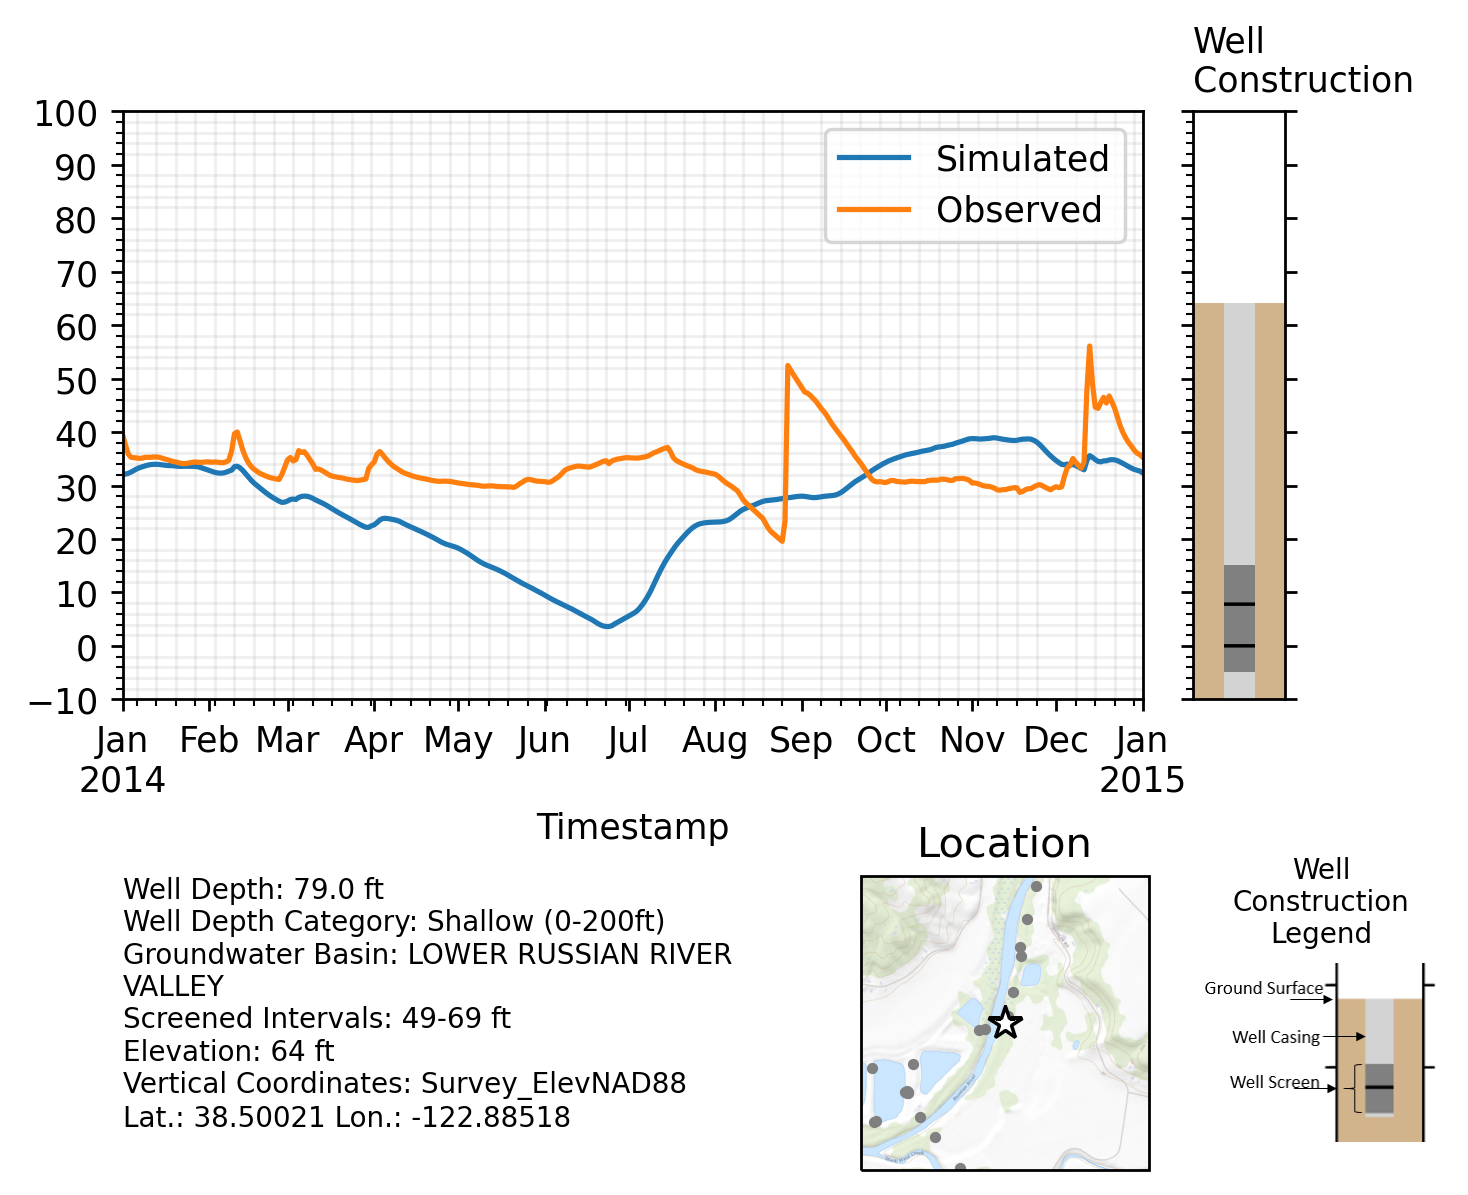 Well
Construction
100
90
80
70
60
50
40
30
20
10
0
−10
Simulated
Observed
Jan Feb Mar Apr May Jun Jul Aug Sep Oct Nov Dec Jan
2014 2015
Timestamp
Well Depth: 79.0 ft
Well Depth Category: Shallow (0-200ft)
Groundwater Basin: LOWER RUSSIAN RIVER
VALLEY
Screened Intervals: 49-69 ft
Elevation: 64 ft
Vertical Coordinates: Survey_ElevNAD88
Lat.: 38.50021 Lon.: -122.88518
Location
Well
Construction
Legend
Ground Surface
Well Casing
Well Screen